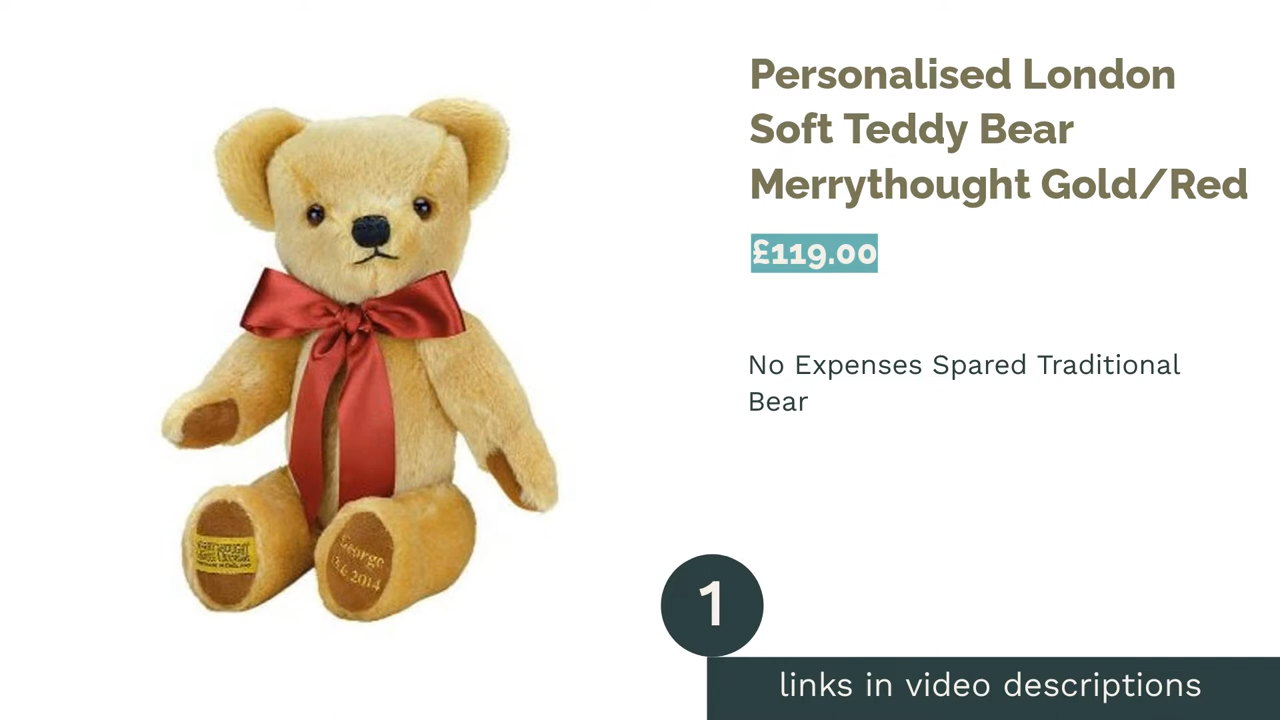 Personalised London
Soft Teddy Bear
Merrythought Gold/Red
£119.00
No Expenses Spared Traditional
Bear
George
2014
1
links in video descriptions